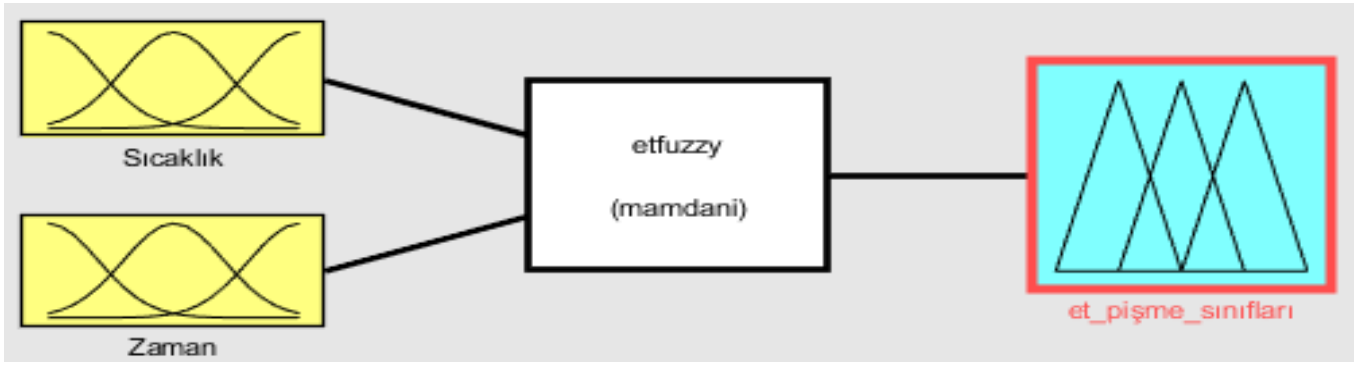 Sıcaklık
Zaman
etfuzzy
(mamdani)
et_pişme_sınıfları